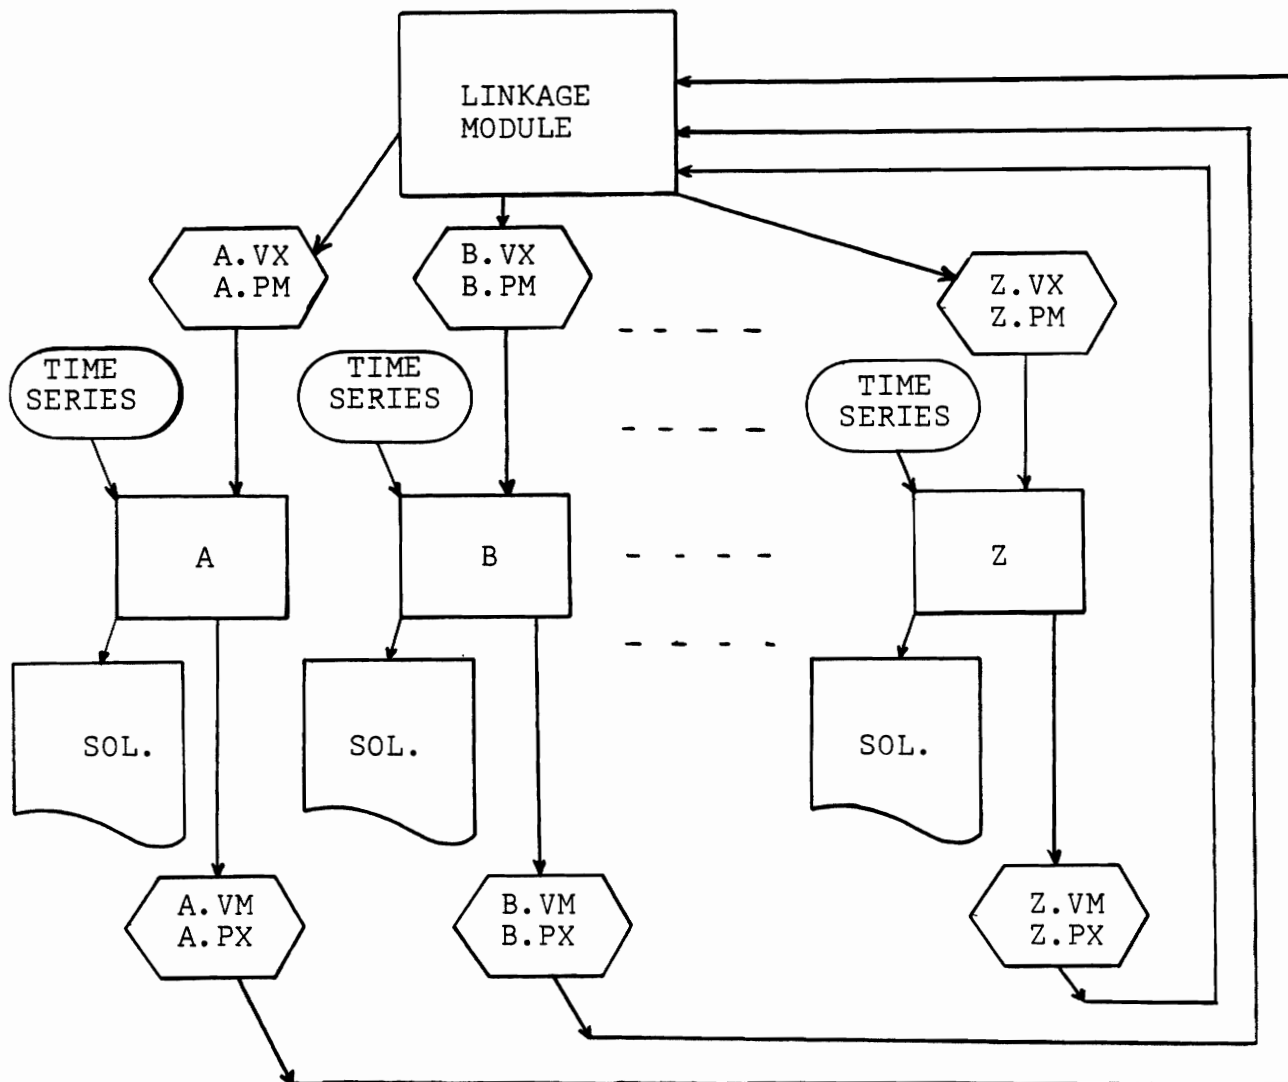 LINKAGE
MODULE
A.VX
A.PM
B.VX
B.PM
Z.VX
Z.PM
TIME
SERIES
TIME
SERIES
TIME
SERIES
A
B
Z
SOL.
SOL.
SOL.
A.VM
A.PX
B.VM
B.PX
Z.VM
Z.PX